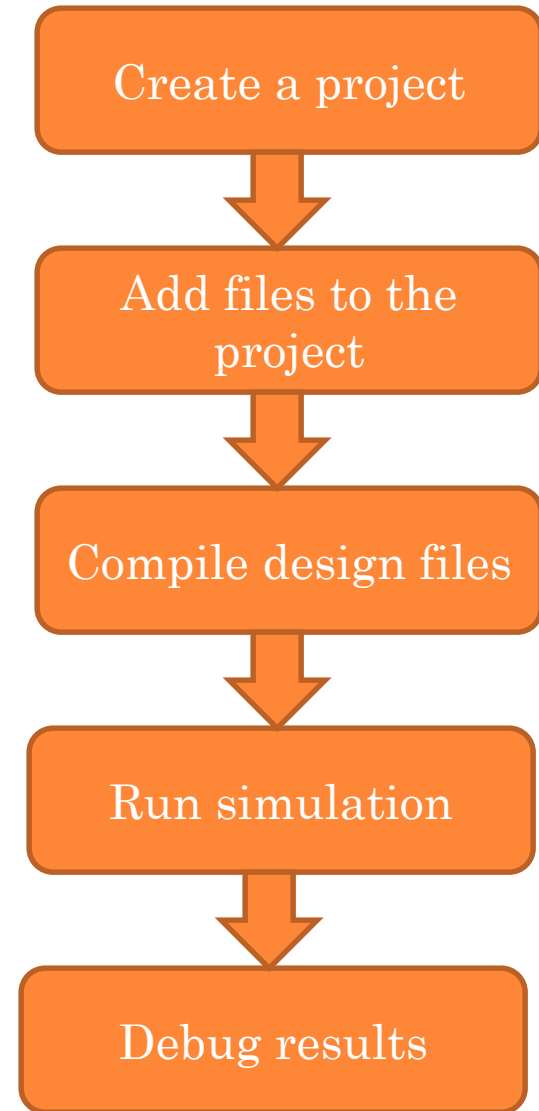 Create a project
Add files to the
project
Compile design files
Run simulation
Debug results